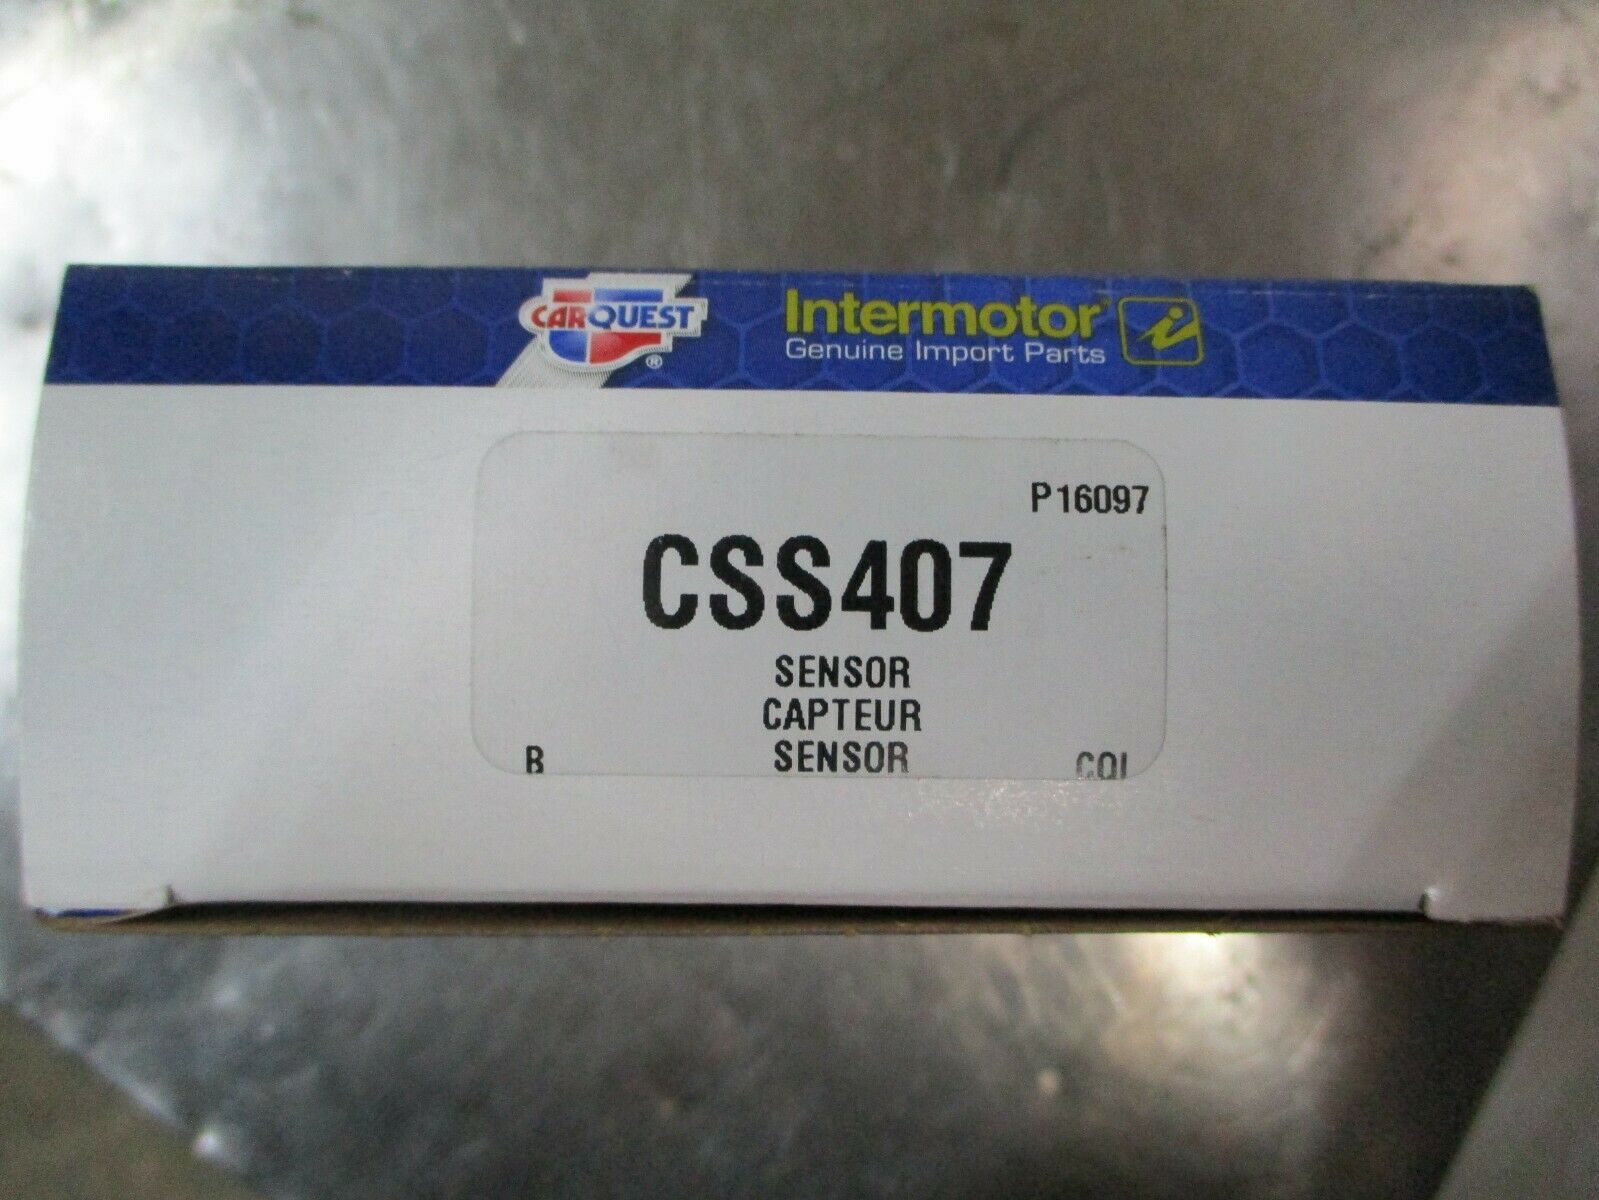 CARQUEST ®
Intermotor®
Genuine Import Parts
P16097
CSS407
SENSOR
CAPTEUR
B SENSOR CQI